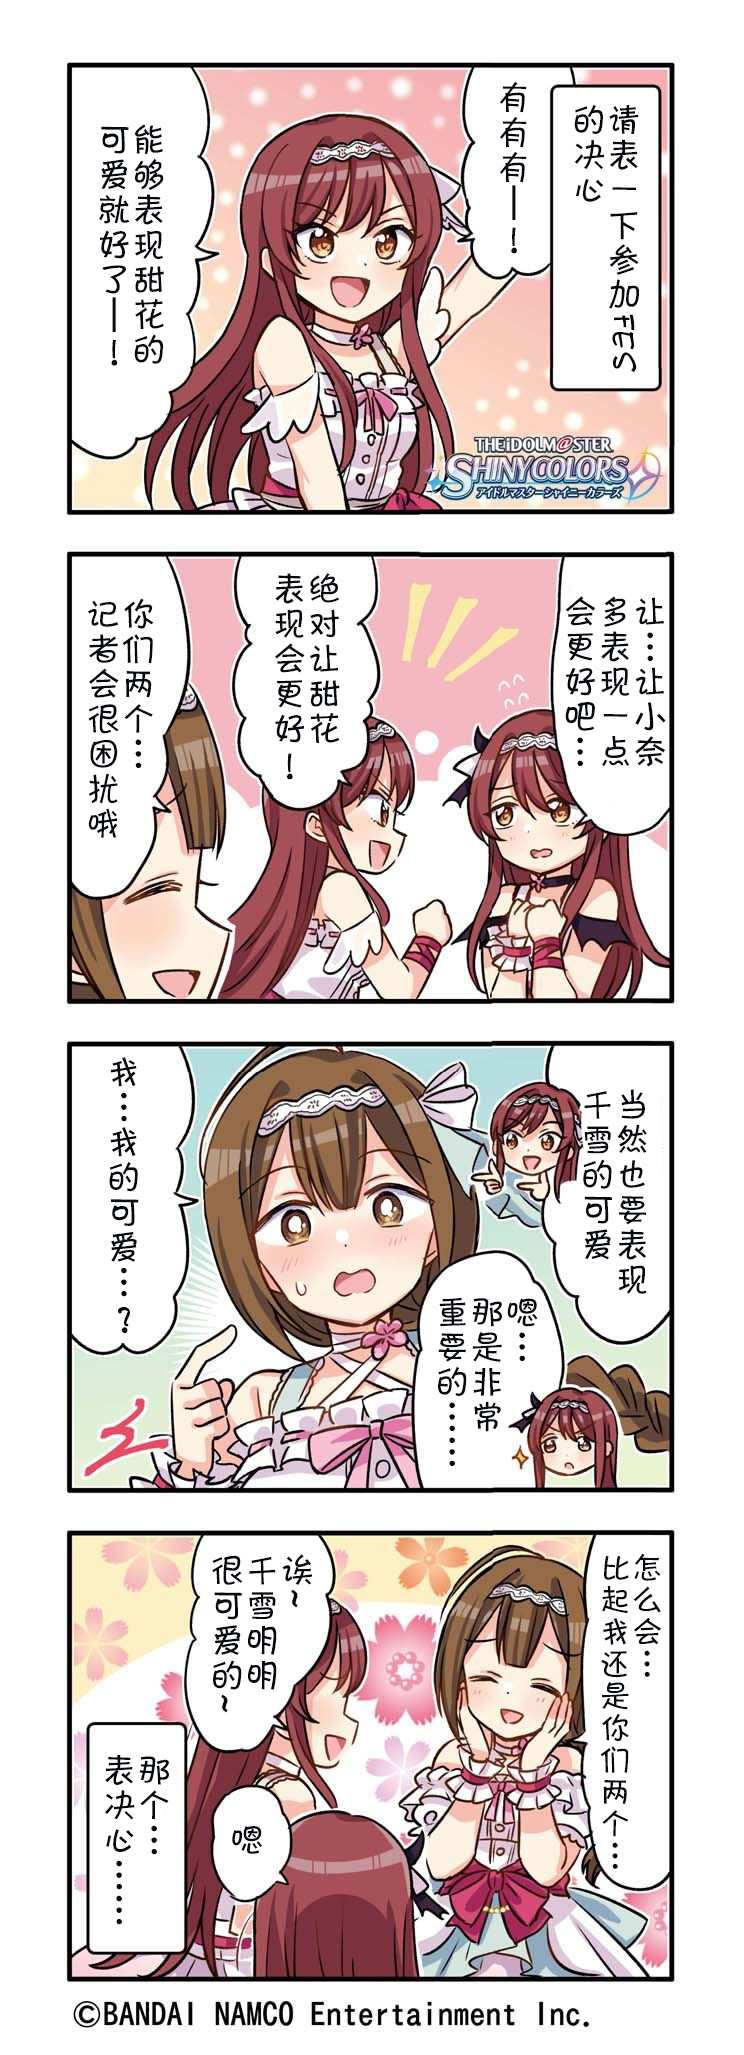 请表一下参加FES
的决心
有有有ー！
能够表现甜花的
可爱就好了ー！
THE iDOLM@STER
SHINYCOLORS
アイドルマスターシャイニーカラーズ
让…让小奈
多表现一点
会更好吧…
绝对让甜花
表现会更好！
你们两个…
记者会很困扰哦
当然也要表现
千雪的可爱
嗯…
那是非常
重要的……
我…我的可爱…？
怎么会…
比起我还是你们两个…
诶~
千雪明明
很可爱的~
嗯
那个…
表决心……
©BANDAI NAMCO Entertainment Inc.